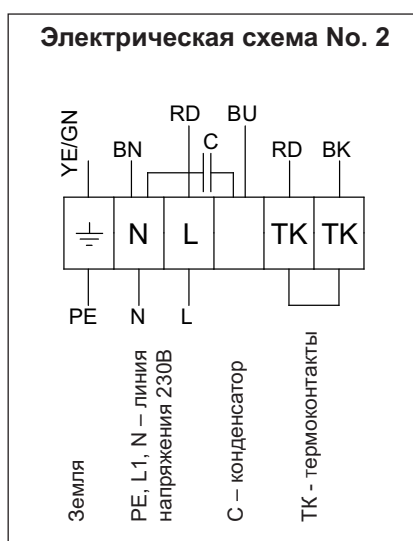 Электрическая схема No. 2
RD BU
YE/GN
BN
C
RD BK
N L TK TK
PE N L
Земля
PE, L1, N – линия
напряжения 230В
C – конденсатор
ТК - термоконтакты